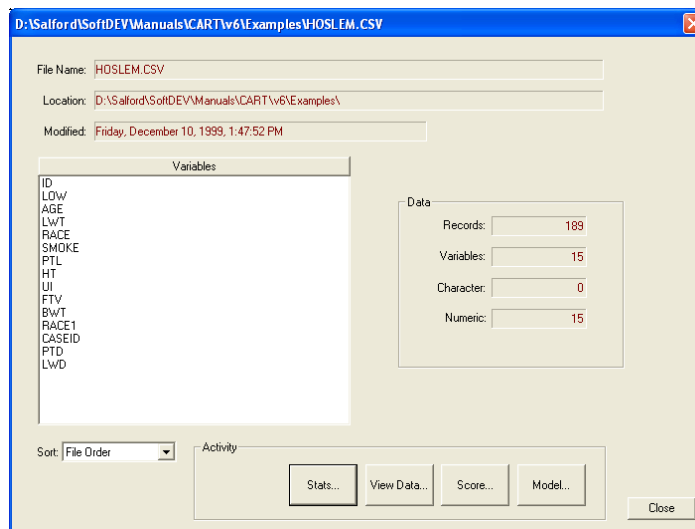 D:\Salford\SoftDEV\Manuals\CART\v6\Examples\HOSLEM.CSV
File Name: HOSLEM.CSV
Location: D:\Salford\SoftDEV\Manuals\CART\v6\Examples\
Modified: Friday, December 10, 1999, 1:47:52 PM
Variables
ID
LOW
AGE
LWT
RACE
SMOKE
PTL
HT
UI
FTV
BWT
RACE1
CASEID
PTD
LWD
Data
Records: 189
Variables: 15
Character: 0
Numeric: 15
Sort: File Order
Activity
Stats... View Data... Score... Model...
Close